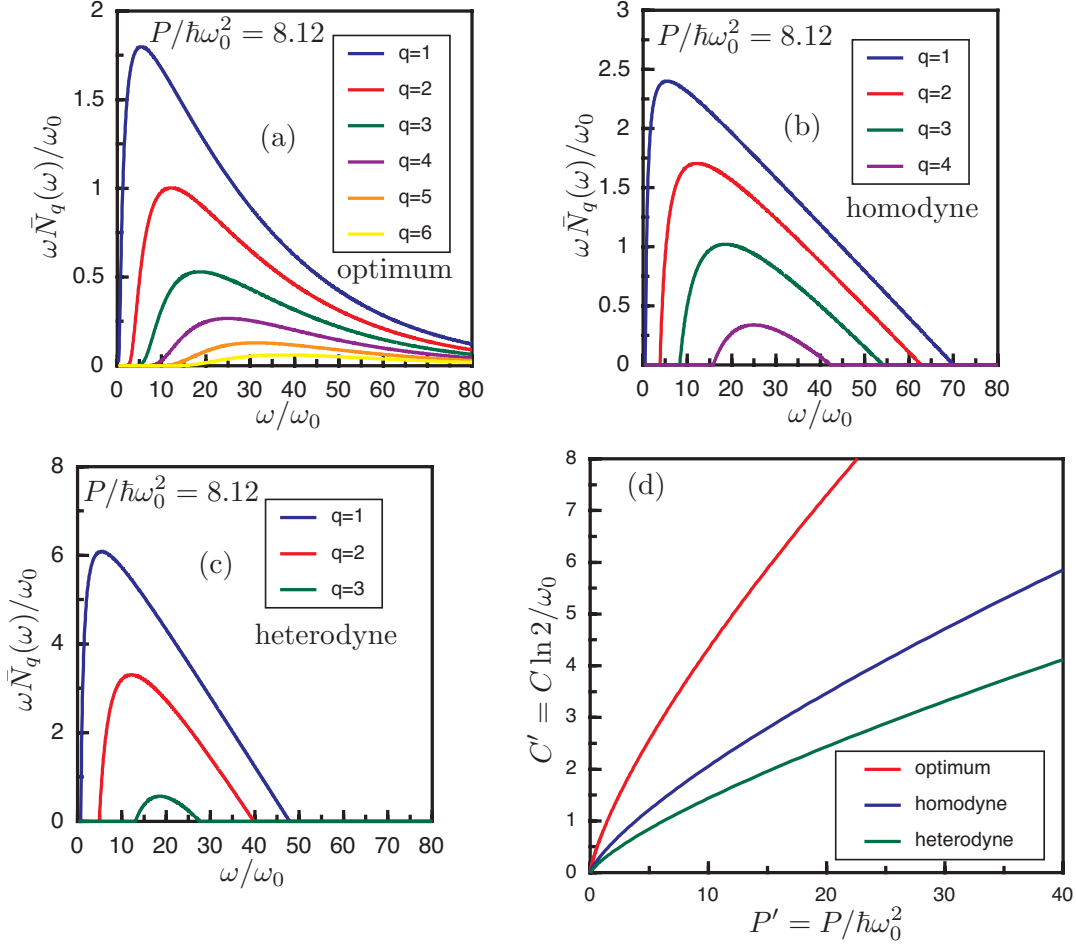 P/ħω₀² = 8.12
2
1.5
1
0.5
0
ωN̄_q(ω)/ω₀
q=1
q=2
q=3
q=4
q=5
q=6
(a)
optimum
0 10 20 30 40 50 60 70 80
ω/ω₀
P/ħω₀² = 8.12
3
2.5
2
1.5
1
0.5
0
ωN̄_q(ω)/ω₀
q=1
q=2
q=3
q=4
(b)
homodyne
0 10 20 30 40 50 60 70 80
ω/ω₀
P/ħω₀² = 8.12
8
6
4
2
0
ωN̄_q(ω)/ω₀
q=1
q=2
q=3
(c)
heterodyne
0 10 20 30 40 50 60 70 80
ω/ω₀
(d)
8
7
6
5
4
3
2
1
0
C′ = C ln 2/ω₀
optimum
homodyne
heterodyne
0 10 20 30 40
P′ = P/ħω₀²